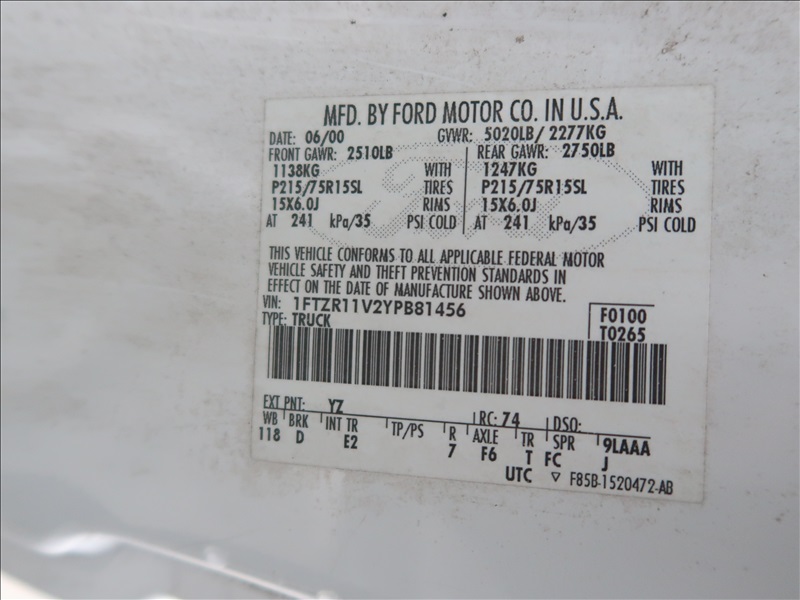 MFD. BY FORD MOTOR CO. IN U.S.A.
DATE: 06/00 GVWR: 5020LB/ 2277KG
FRONT GAWR: 2510LB REAR GAWR: 2750LB
1138KG WITH 1247KG WITH
P215/75R15SL TIRES P215/75R15SL TIRES
15X6.0J RIMS 15X6.0J RIMS
AT 241 kPa/35 PSI COLD AT 241 kPa/35 PSI COLD
THIS VEHICLE CONFORMS TO ALL APPLICABLE FEDERAL MOTOR
VEHICLE SAFETY AND THEFT PREVENTION STANDARDS IN
EFFECT ON THE DATE OF MANUFACTURE SHOWN ABOVE.
VIN: 1FTZR11V2YPB81456 F0100
TYPE: TRUCK T0265
EXT PNT: YZ RC: 74 DSO:
WB BRK INT TR TP/PS R AXLE TR SPR 9LAAA
118 D E2 7 F6 T FC J
UTC F85B-1520472-AB